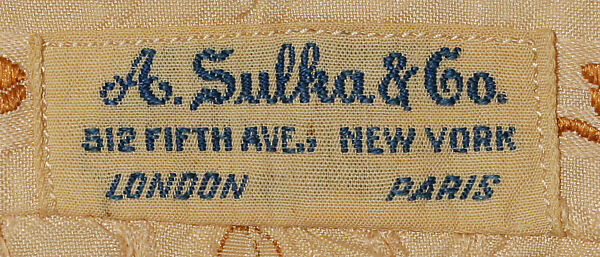 A. Sulka & Co.
512 FIFTH AVE., NEW YORK
LONDON PARIS